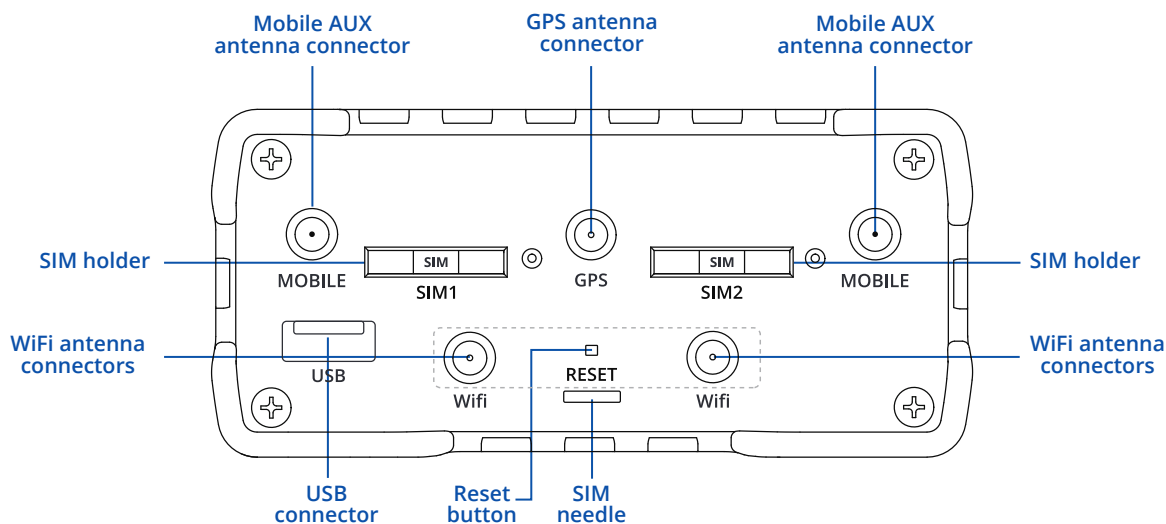 Mobile AUX
antenna connector
GPS antenna
connector
Mobile AUX
antenna connector
SIM holder
SIM
SIM
SIM holder
MOBILE
SIM1
GPS
SIM2
MOBILE
WiFi antenna
connectors
USB
Wifi
RESET
Wifi
WiFi antenna
connectors
USB
connector
Reset
button
SIM
needle